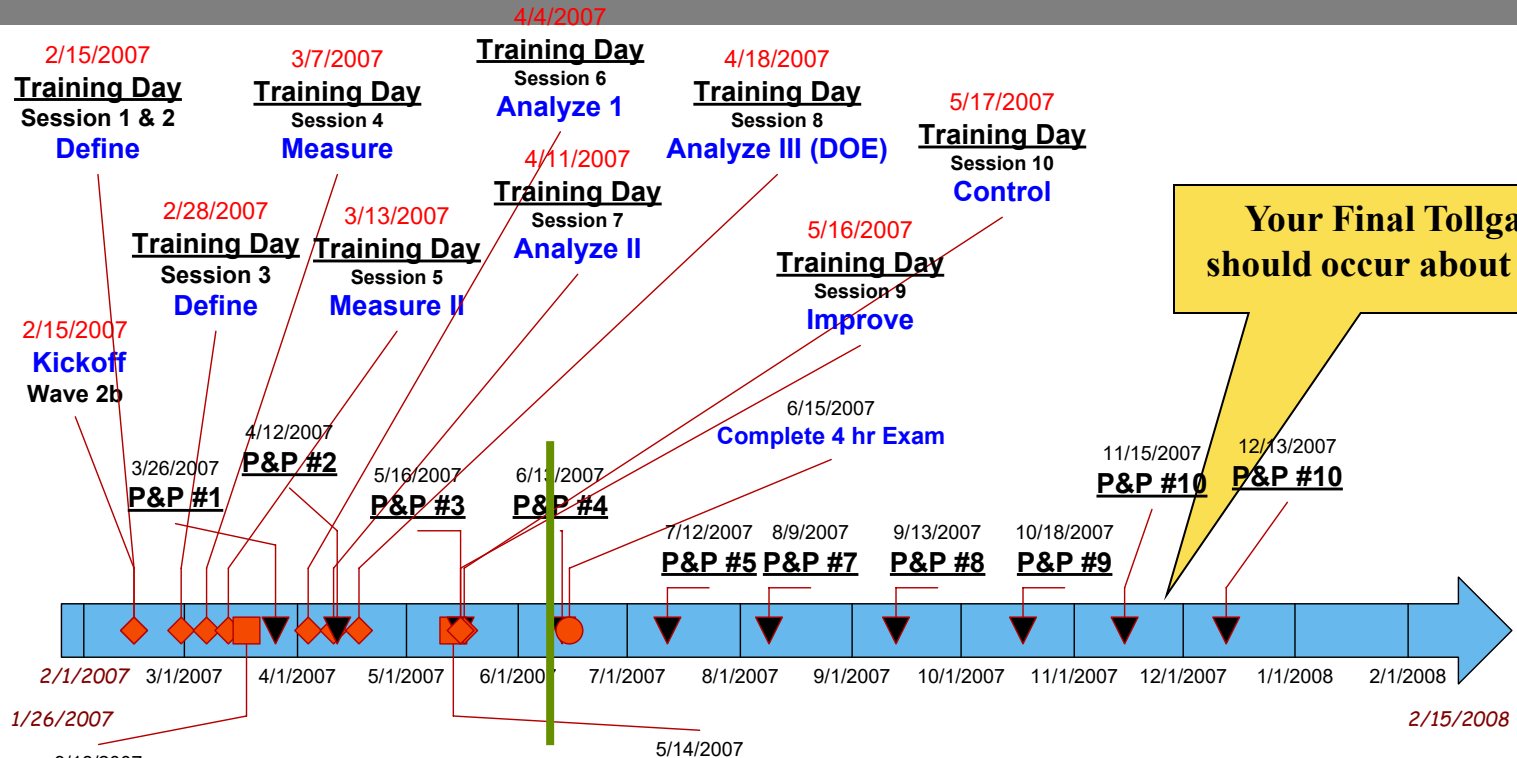 4/4/2007
Training Day
Session 6
Analyze 1
2/15/2007
Training Day
Session 1 & 2
Define
3/7/2007
Training Day
Session 4
Measure
4/18/2007
Training Day
Session 8
Analyze III (DOE)
5/17/2007
Training Day
Session 10
Control
4/11/2007
Training Day
Session 7
Analyze II
2/28/2007
Training Day
Session 3
Define
3/13/2007
Training Day
Session 5
Measure II
5/16/2007
Training Day
Session 9
Improve
Your Final Tollga
should occur about
2/15/2007
Kickoff
Wave 2b
3/26/2007
P&P #1
4/12/2007
P&P #2
5/16/2007
P&P #3
6/13/2007
P&P #4
6/15/2007
Complete 4 hr Exam
7/12/2007
P&P #5
8/9/2007
P&P #7
9/13/2007
P&P #8
10/18/2007
P&P #9
11/15/2007
P&P #10
12/13/2007
P&P #10
2/1/2007 3/1/2007 4/1/2007 5/1/2007 6/1/2007 7/1/2007 8/1/2007 9/1/2007 10/1/2007 11/1/2007 12/1/2007 1/1/2008 2/1/2008
1/26/2007
2/15/2008
5/14/2007